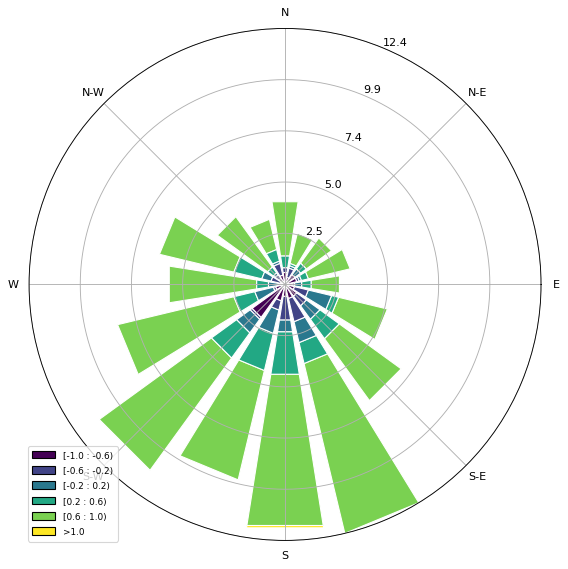 N
12.4
N-W
N-E
9.9
7.4
5.0
2.5
W
E
[-1.0 : -0.6)
[-0.6 : -0.2)
[-0.2 : 0.2)
[0.2 : 0.6)
[0.6 : 1.0)
>1.0
S-W
S-E
S